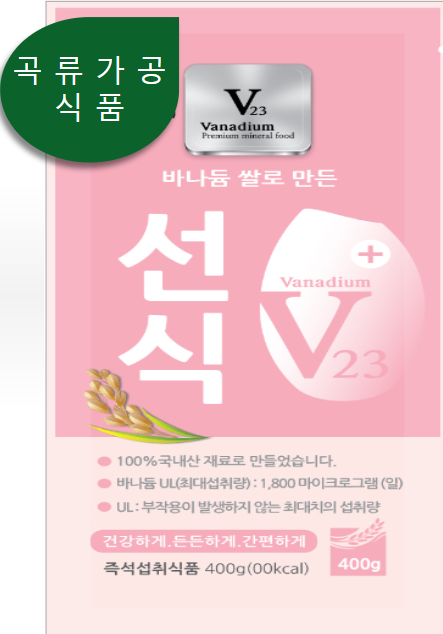 곡류가공
식품
V23
Vanadium
Premium mineral food
바나듐 쌀로 만든
선
식
+
Vanadium
V23
● 100%국내산 재료로 만들었습니다.
● 바나듐 UL(최대섭취량) : 1,800 마이크로그램 (일)
● UL : 부작용이 발생하지 않는 최대치의 섭취량
건강하게.든든하게.간편하게
즉석섭취식품 400g(00kcal)
400g